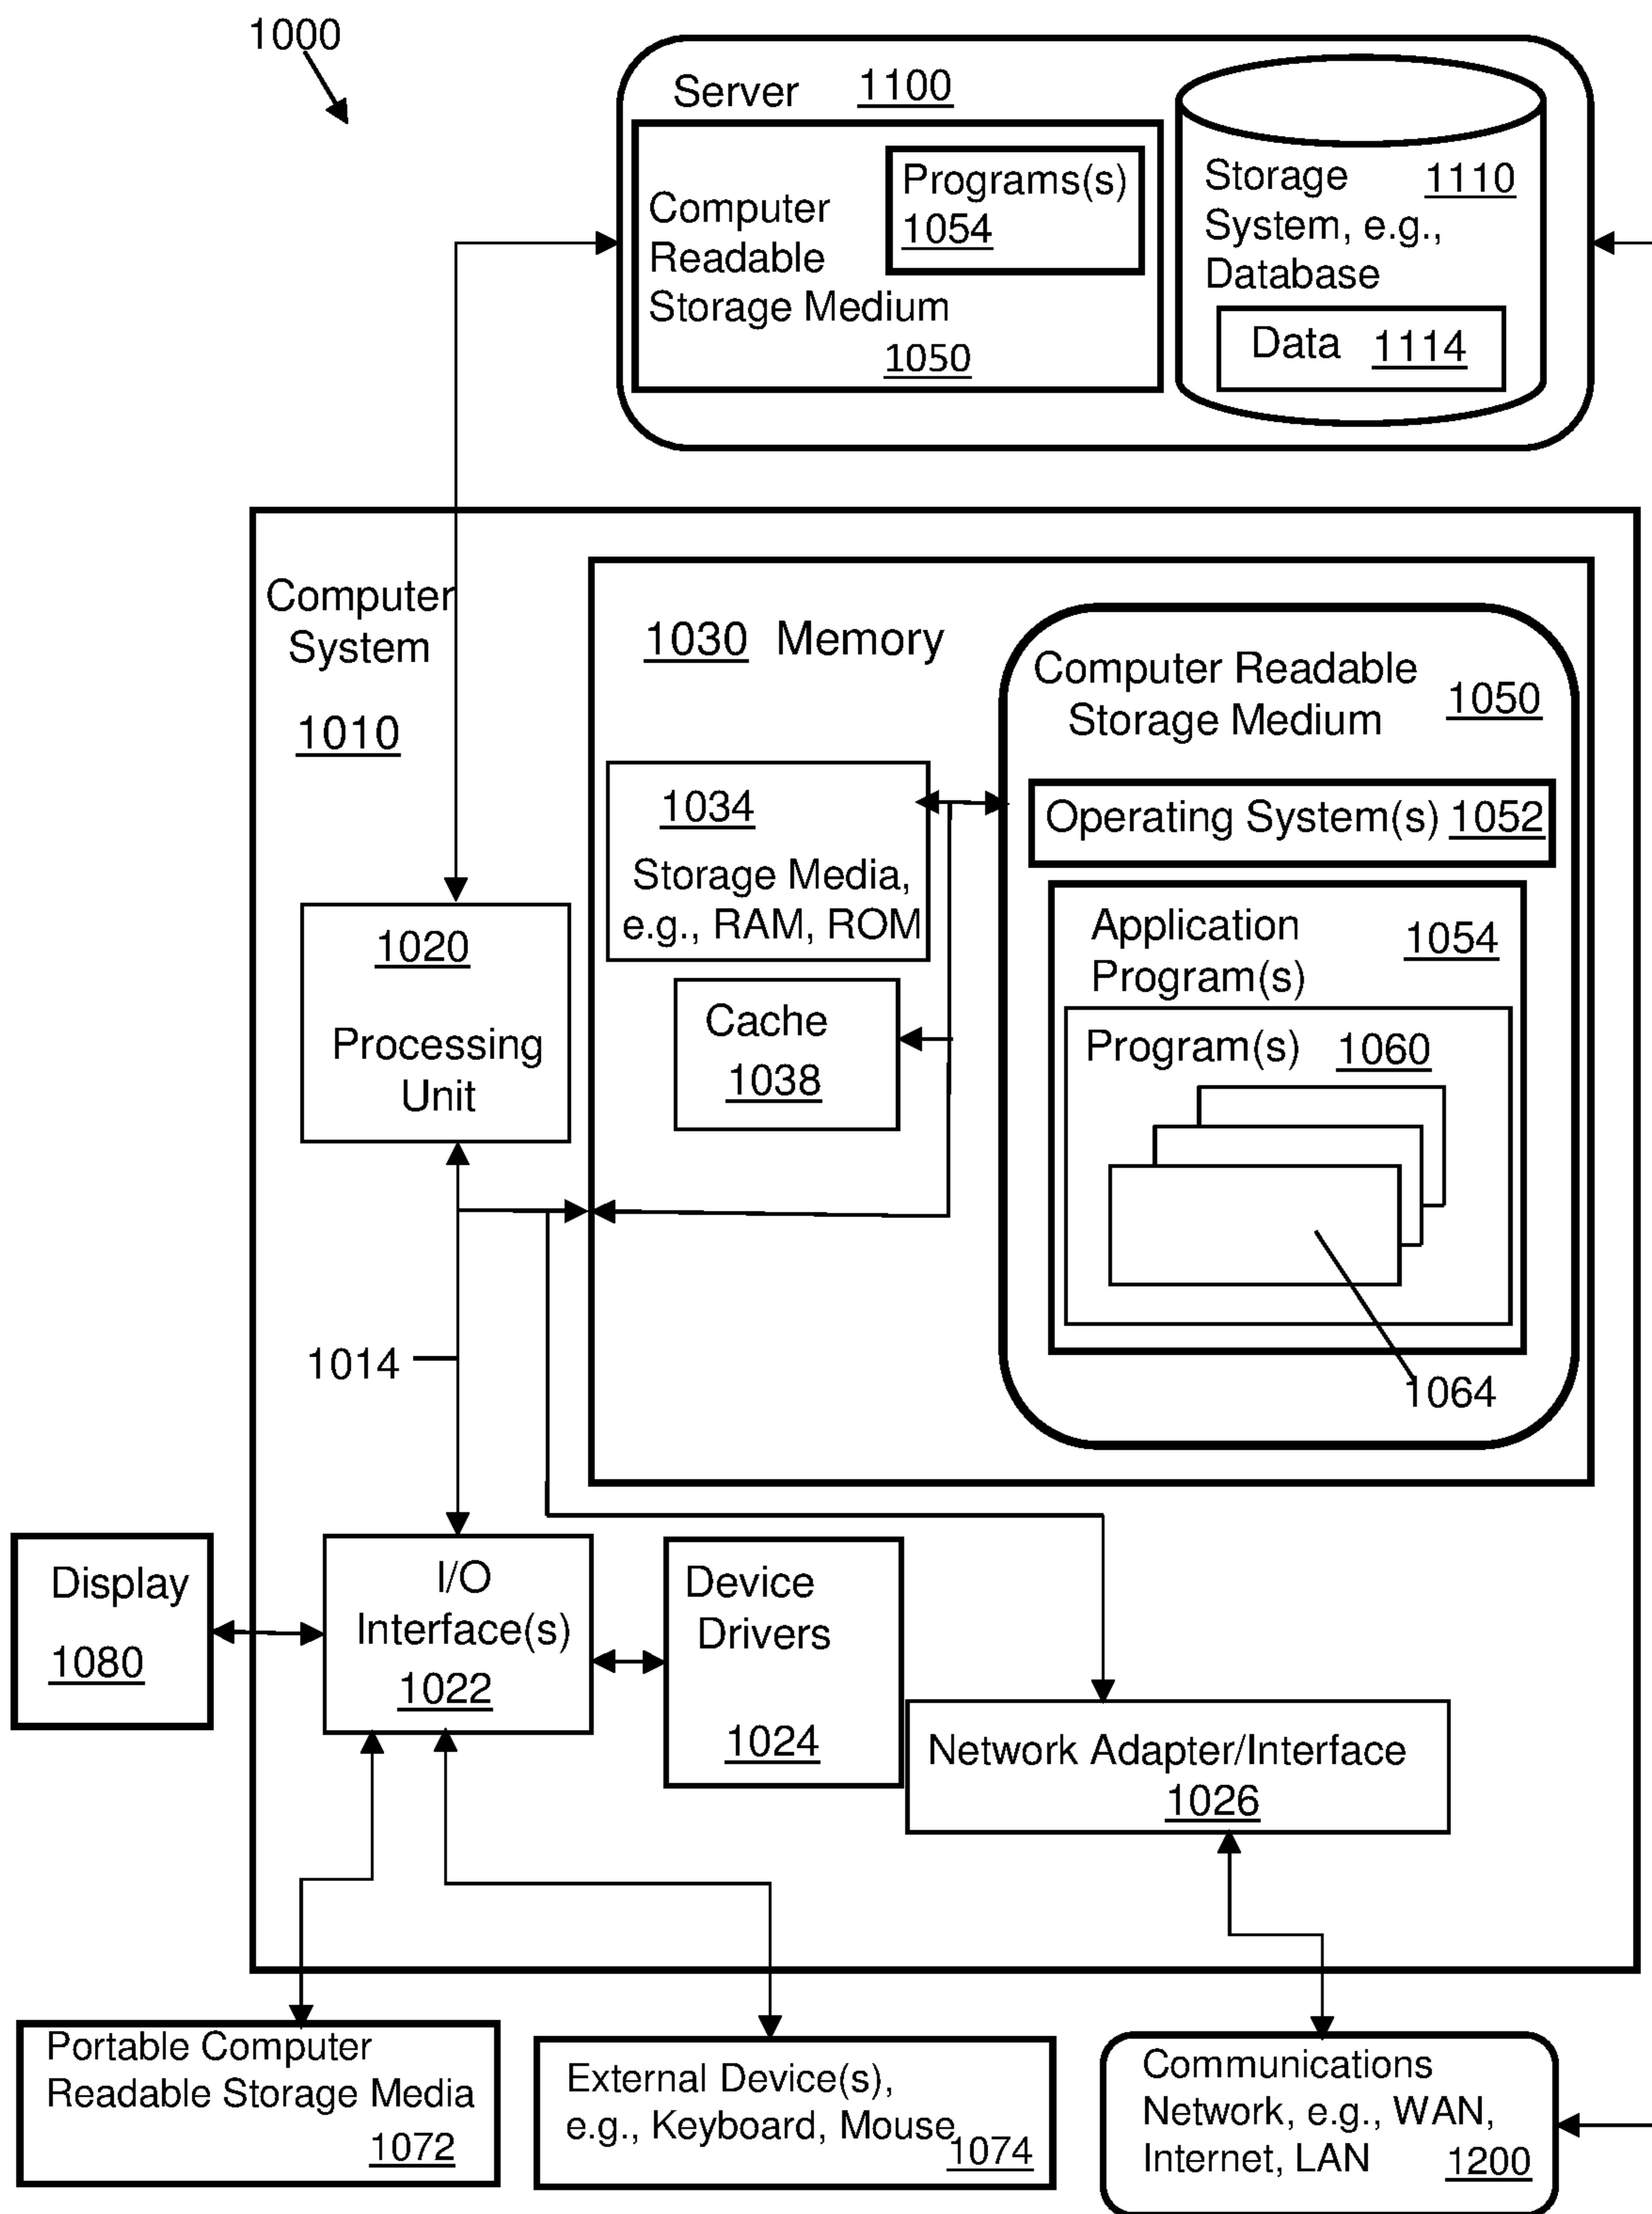 1000
Server 1100
Programs(s)
1054
Computer
Readable
Storage Medium
1050
Storage 1110
System, e.g.,
Database
Data 1114
Computer
System
1010
1030 Memory
Computer Readable
Storage Medium
1050
1034
Storage Media,
e.g., RAM, ROM
Operating System(s) 1052
1020
Processing
Unit
Cache
1038
Application
Program(s)
1054
Program(s) 1060
1064
1014
Display
1080
I/O
Interface(s)
1022
Device
Drivers
1024
Network Adapter/Interface
1026
Portable Computer
Readable Storage Media
1072
External Device(s),
e.g., Keyboard, Mouse
1074
Communications
Network, e.g., WAN,
Internet, LAN 1200